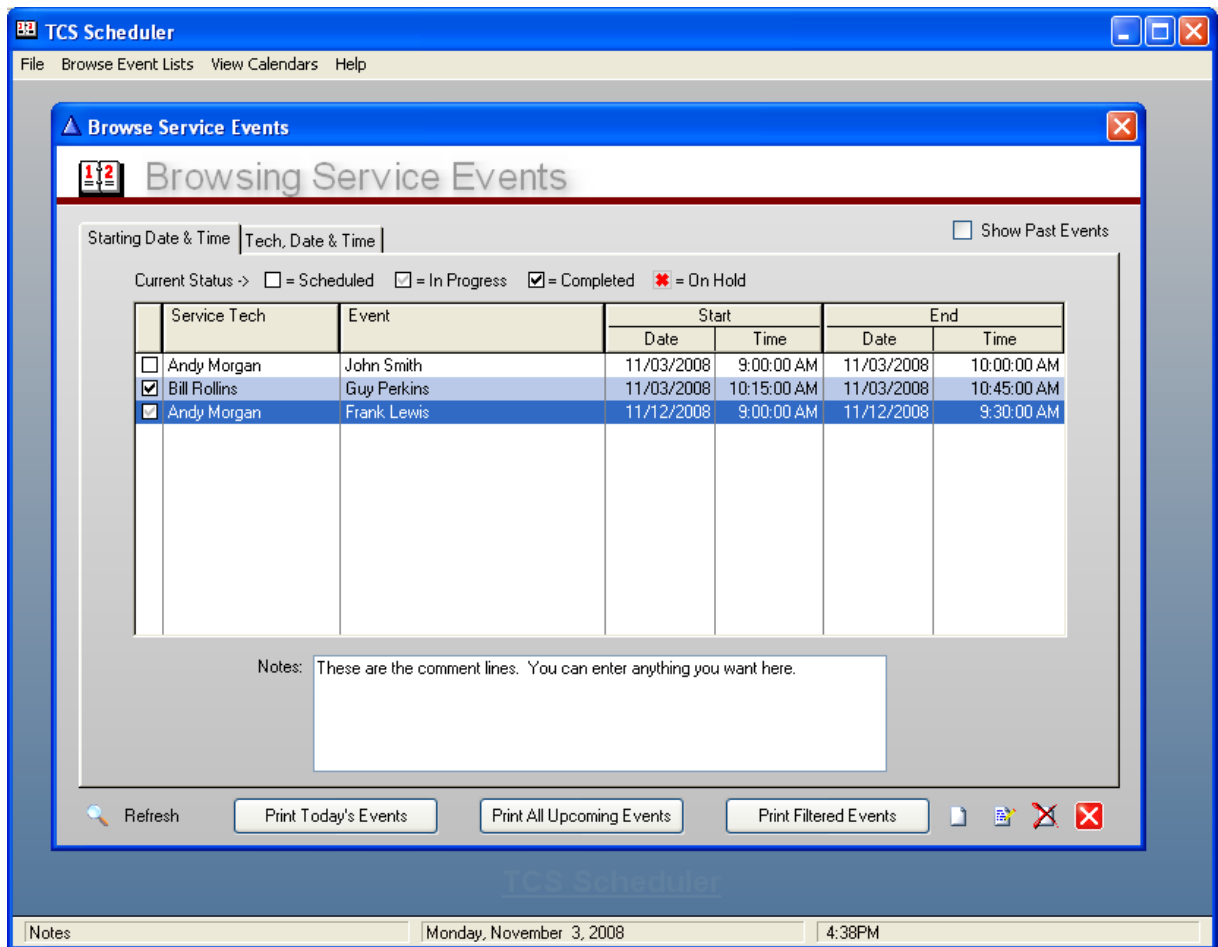 TCS Scheduler
File Browse Event Lists View Calendars Help
Browse Service Events
1 2 Browsing Service Events
Starting Date & Time Tech, Date & Time Show Past Events
Current Status -> = Scheduled = In Progress = Completed = On Hold
Service Tech Event Start End
Date Time Date Time
Andy Morgan John Smith 11/03/2008 9:00:00 AM 11/03/2008 10:00:00 AM
Bill Rollins Guy Perkins 11/03/2008 10:15:00 AM 11/03/2008 10:45:00 AM
Andy Morgan Frank Lewis 11/12/2008 9:00:00 AM 11/12/2008 9:30:00 AM
Notes: These are the comment lines. You can enter anything you want here.
Refresh Print Today's Events Print All Upcoming Events Print Filtered Events
TCS Scheduler
Notes Monday, November 3, 2008 4:38PM